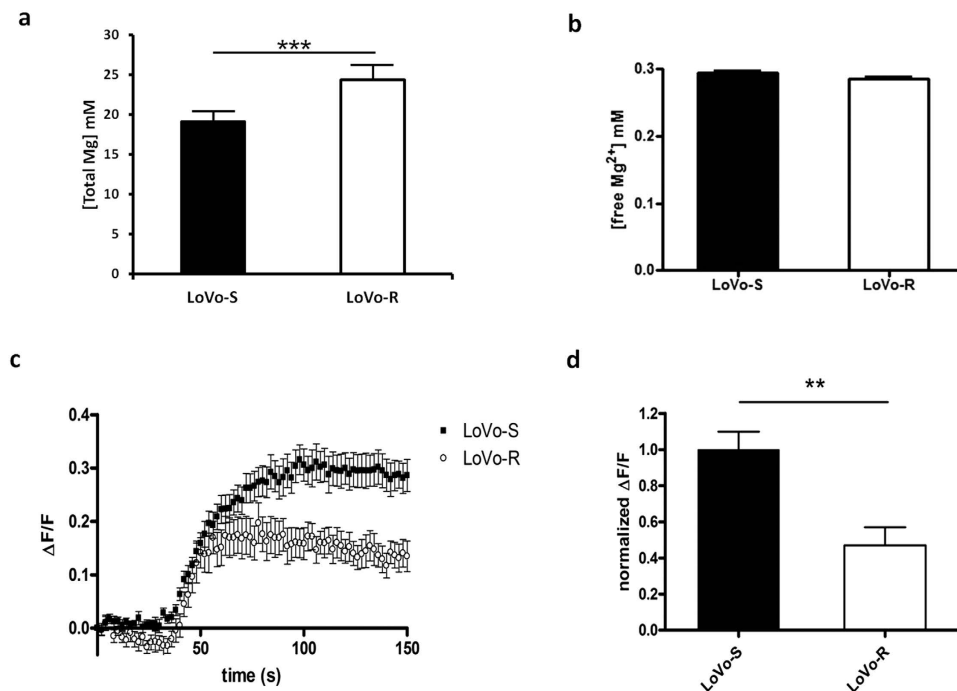 a
***
[Total Mg] mM
30
25
20
15
10
5
0
LoVo-S
LoVo-R
b
[free Mg2+] mM
0.3
0.2
0.1
0.0
LoVo-S
LoVo-R
c
ΔF/F
0.4
0.3
0.2
0.1
0.0
50
100
150
time (s)
LoVo-S
LoVo-R
d
**
normalized ΔF/F
1.2
1.0
0.8
0.6
0.4
0.2
0.0
LoVo-S
LoVo-R